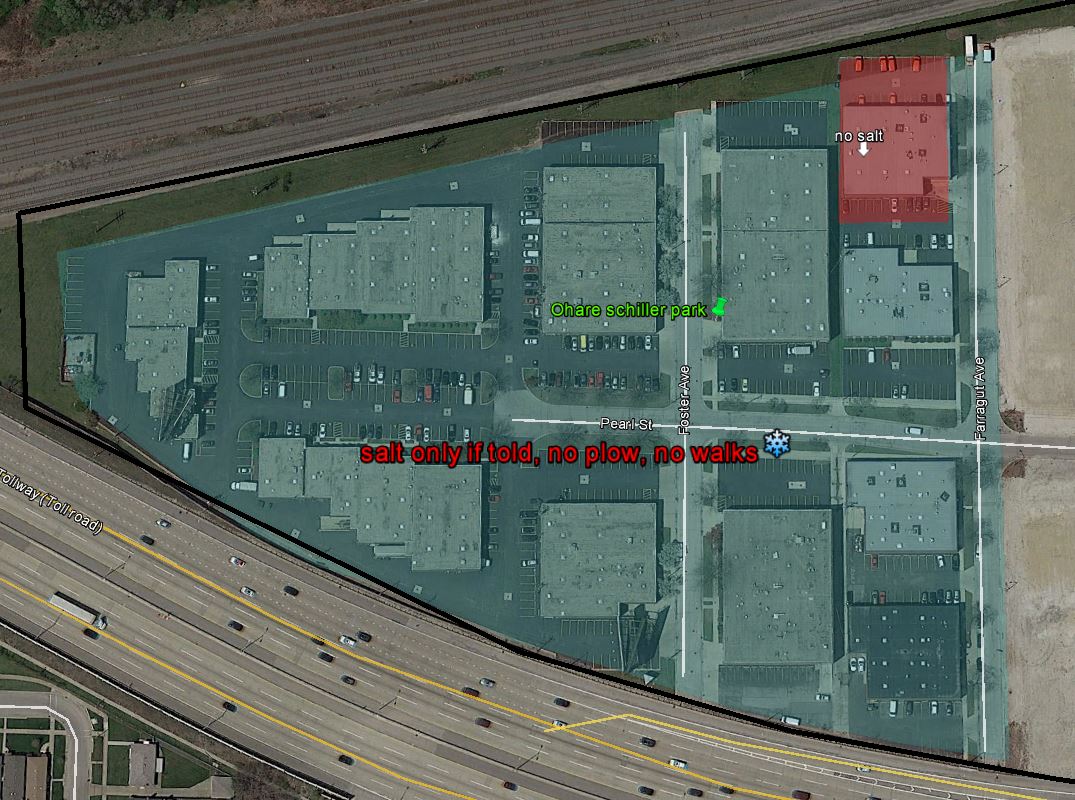 no salt
Ohare schiller park
Foster Ave
Farragut Ave
Pearl St
salt only if told, no plow, no walks
Tollway (Toll road)